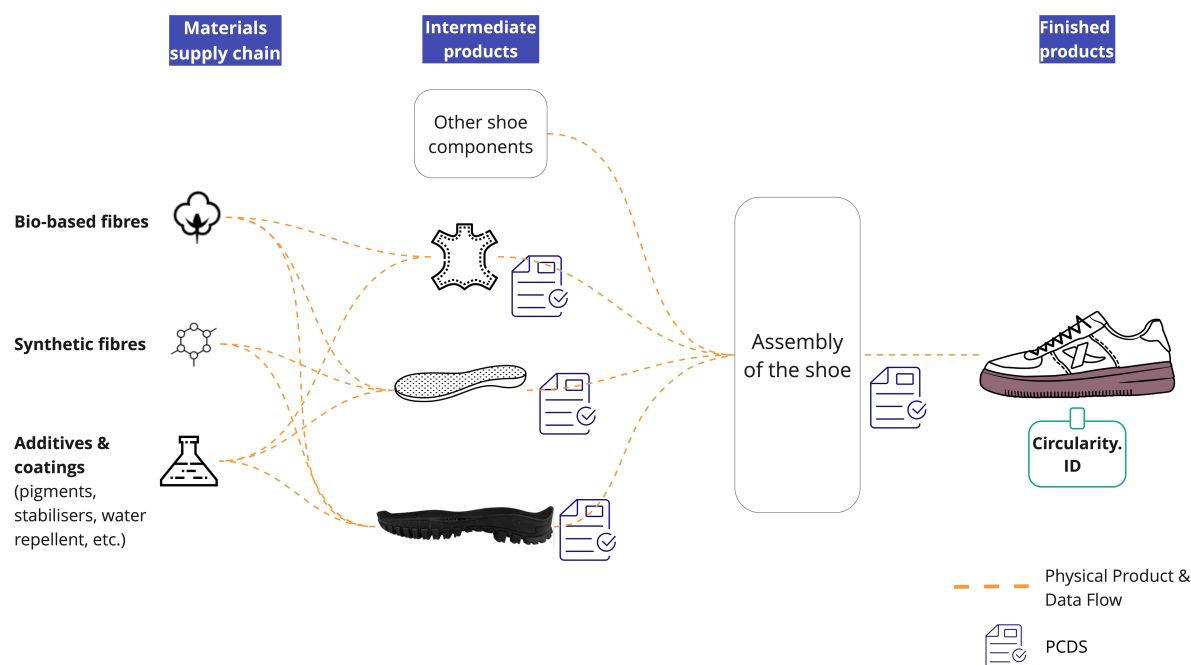 Materials
supply chain
Intermediate
products
Finished
products
Other shoe
components
Bio-based fibres
Synthetic fibres
Additives &
coatings
(pigments,
stabilisers, water
repellent, etc.)
Assembly
of the shoe
Circularity.
ID
Physical Product &
Data Flow
PCDS